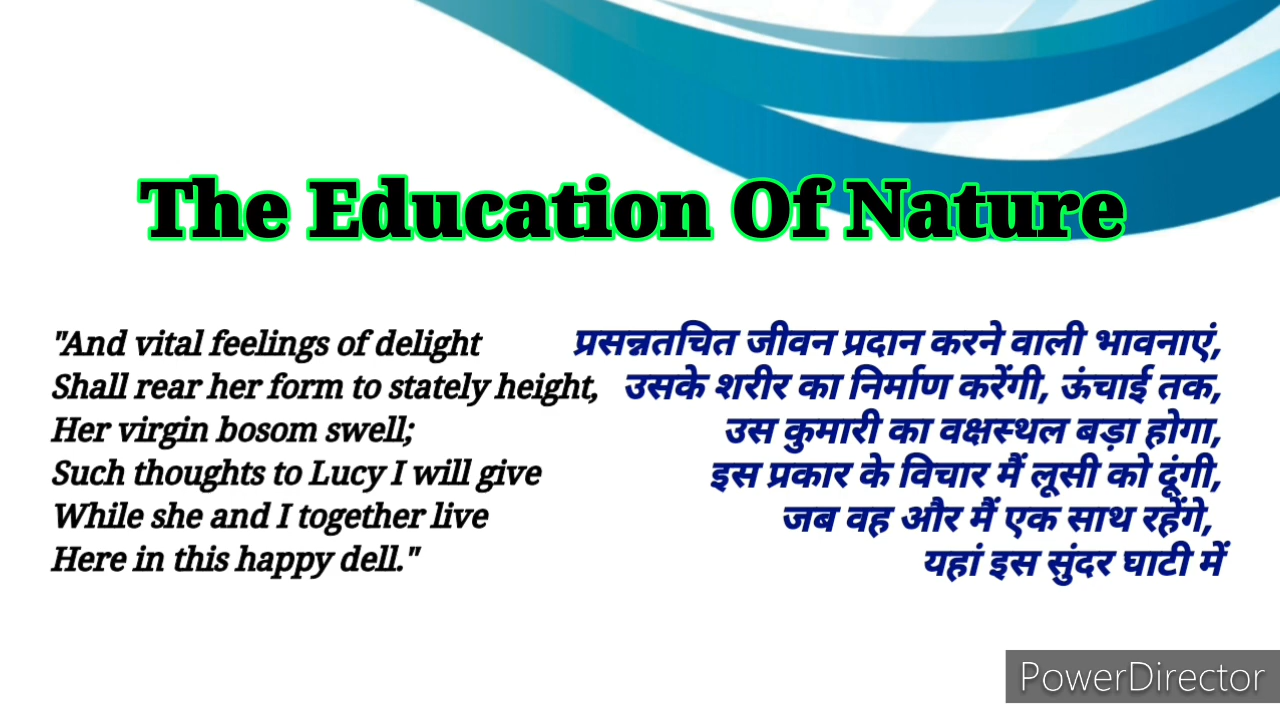 The Education Of Nature
"And vital feelings of delight
Shall rear her form to stately height,
Her virgin bosom swell;
Such thoughts to Lucy I will give
While she and I together live
Here in this happy dell."
प्रसन्नतचित जीवन प्रदान करने वाली भावनाएं,
उसके शरीर का निर्माण करेंगी, ऊंचाई तक,
उस कुमारी का वक्षस्थल बड़ा होगा,
इस प्रकार के विचार मैं लूसी को दूंगी,
जब वह और मैं एक साथ रहेंगे,
यहां इस सुंदर घाटी में
PowerDirector